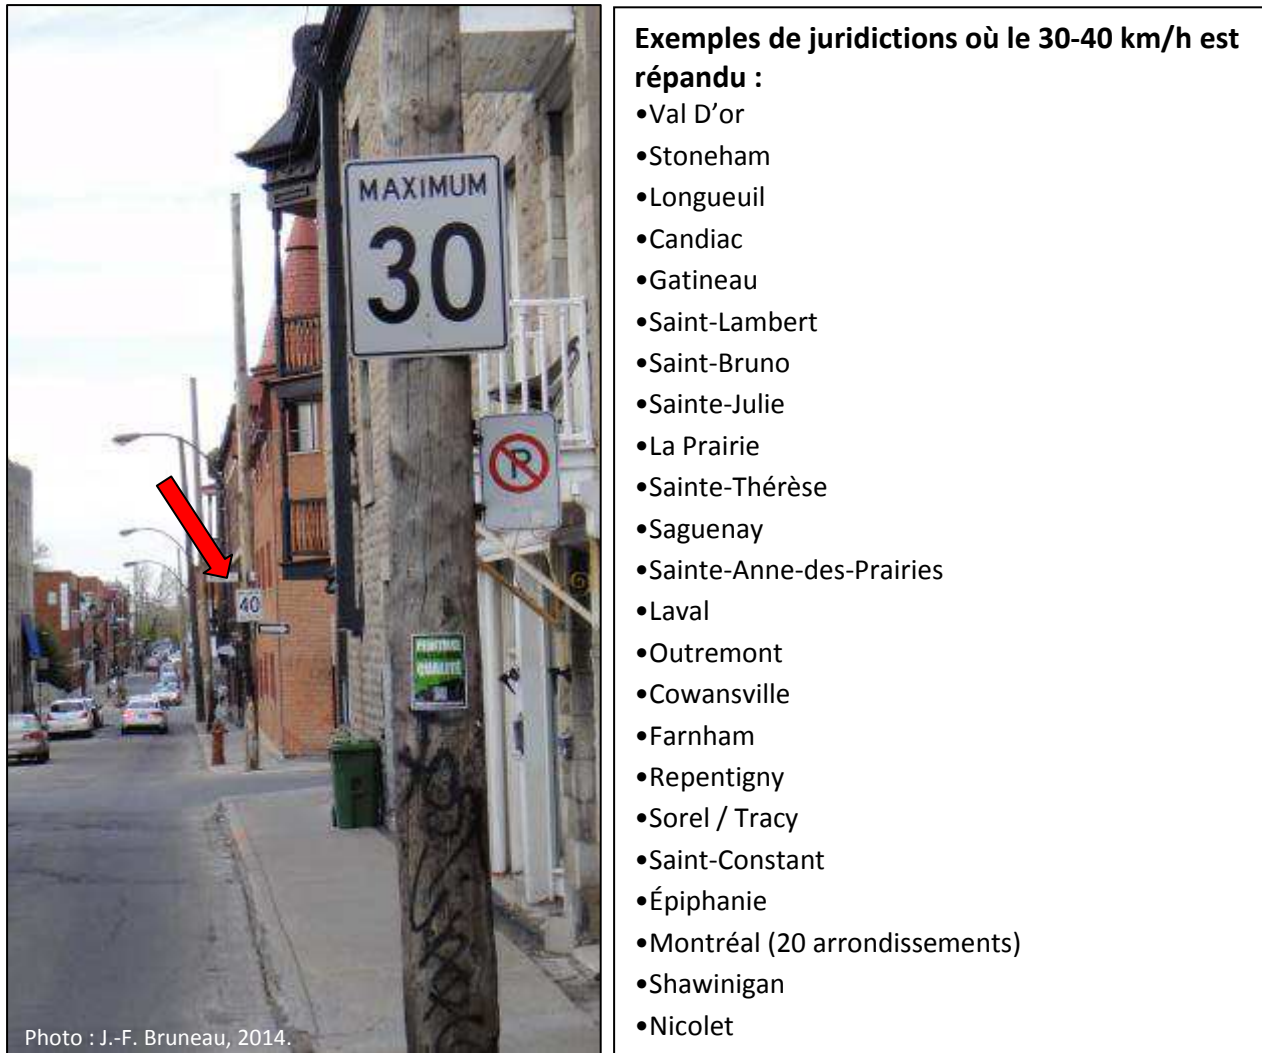 MAXIMUM
30
P
40
QUALITÉ
Photo : J.-F. Bruneau, 2014.
Exemples de juridictions où le 30-40 km/h est
répandu :
•Val D’or
•Stoneham
•Longueuil
•Candiac
•Gatineau
•Saint-Lambert
•Saint-Bruno
•Sainte-Julie
•La Prairie
•Sainte-Thérèse
•Saguenay
•Sainte-Anne-des-Prairies
•Laval
•Outremont
•Cowansville
•Farnham
•Repentigny
•Sorel / Tracy
•Saint-Constant
•Épiphanie
•Montréal (20 arrondissements)
•Shawinigan
•Nicolet